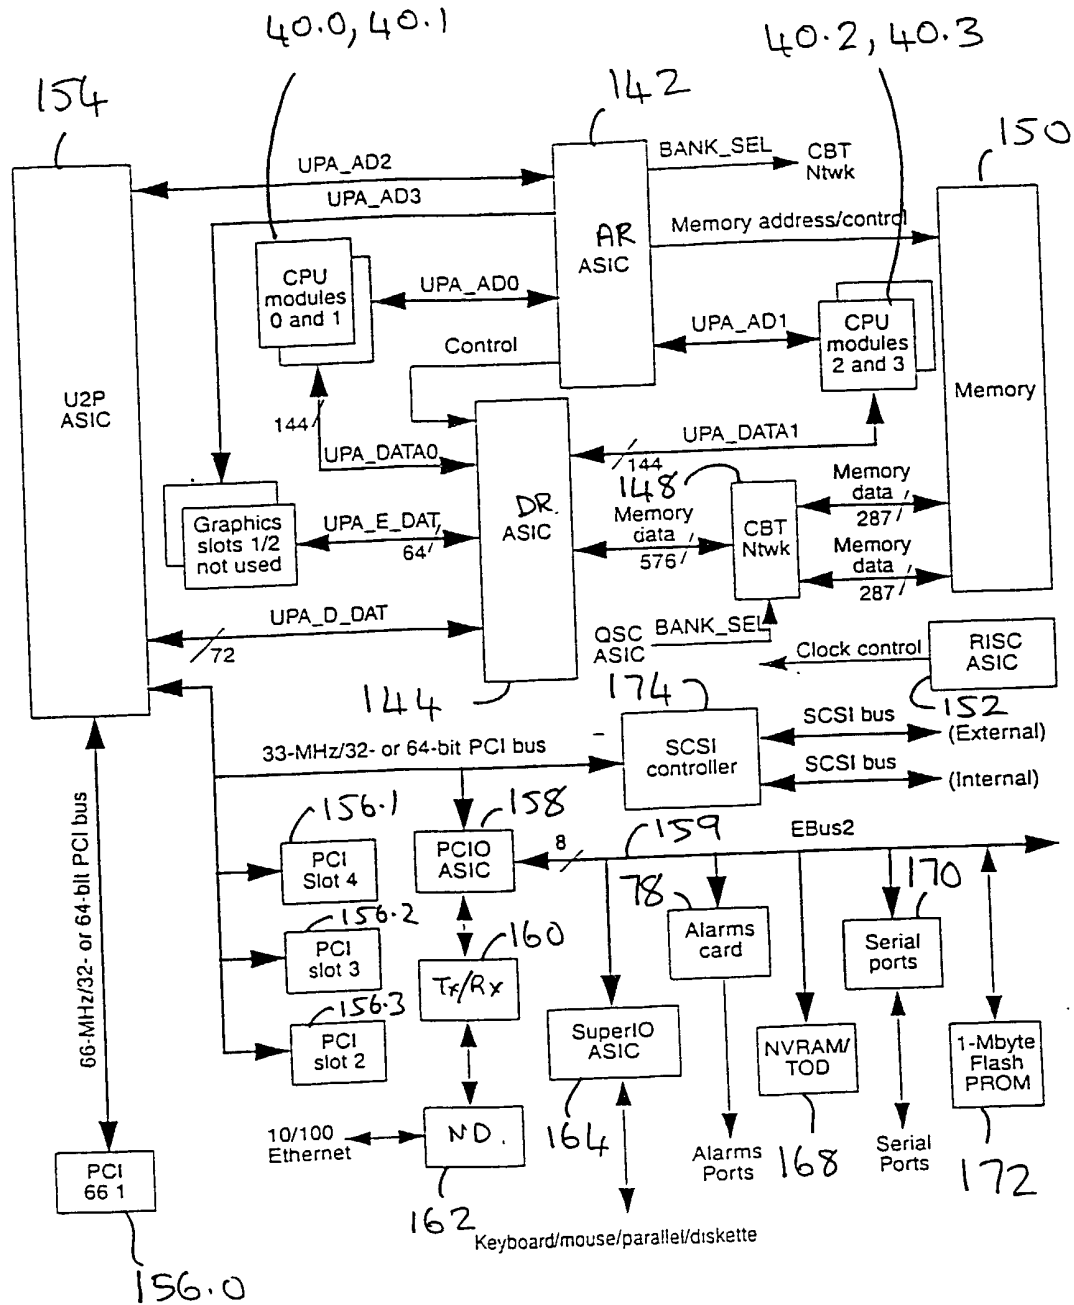 40.0, 40.1
40.2, 40.3
154
142
150
BANK_SEL
CBT
Ntwk
UPA_AD2
UPA_AD3
Memory address/control
AR
ASIC
CPU
modules
0 and 1
UPA_AD0
UPA_AD1
CPU
modules
2 and 3
Control
U2P
ASIC
Memory
144
UPA_DATA0
UPA_DATA1
144
148
Memory
data
287
DR.
ASIC
Memory
data
576
CBT
Ntwk
Graphics
slots 1/2
not used
UPA_E_DAT
64
Memory
data
287
UPA_D_DAT
72
QSC
ASIC
BANK_SEL
Clock control
RISC
ASIC
144
174
152
33-MHz/32- or 64-bit PCI bus
SCSI
controller
SCSI bus
(External)
SCSI bus
(Internal)
66-MHz/32- or 64-bit PCI bus
156.1
158
159
EBus2
8
PCI
Slot 4
PCIO
ASIC
78
170
156.2
160
Alarms
card
Serial
ports
PCI
slot 3
Tx/Rx
156.3
PCI
slot 2
SuperIO
ASIC
NVRAM/
TOD
1-Mbyte
Flash
PROM
10/100
Ethernet
ND.
164
Alarms
Ports
168
Serial
Ports
172
PCI
66 1
162
Keyboard/mouse/parallel/diskette
156.0